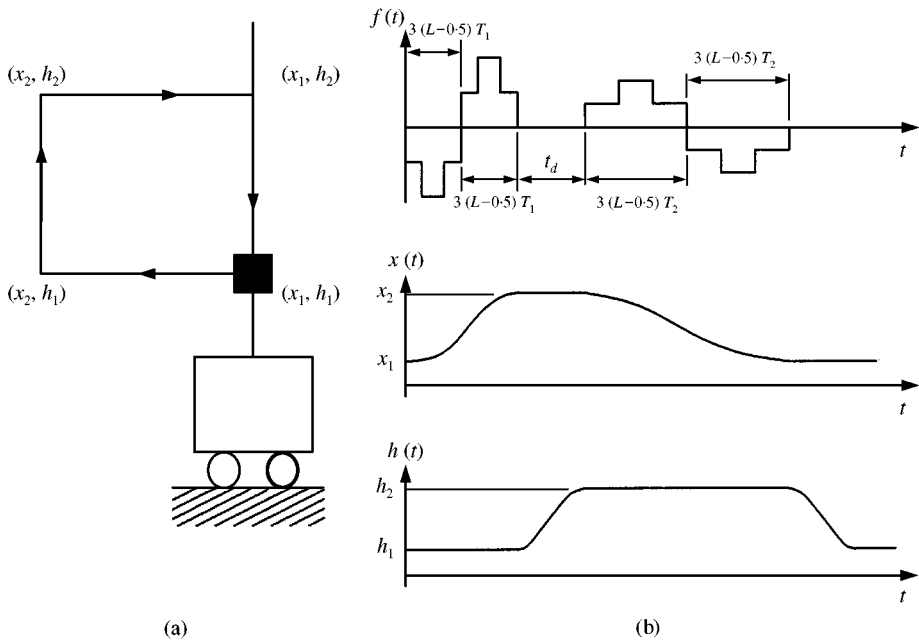 (x₂, h₂)
(x₁, h₂)
(x₂, h₁)
(x₁, h₁)
(a)
f (t)
3 (L−0·5) T₁
3 (L−0·5) T₂
t
t_d
3 (L−0·5) T₁
3 (L−0·5) T₂
x (t)
x₂
x₁
t
h (t)
h₂
h₁
t
(b)